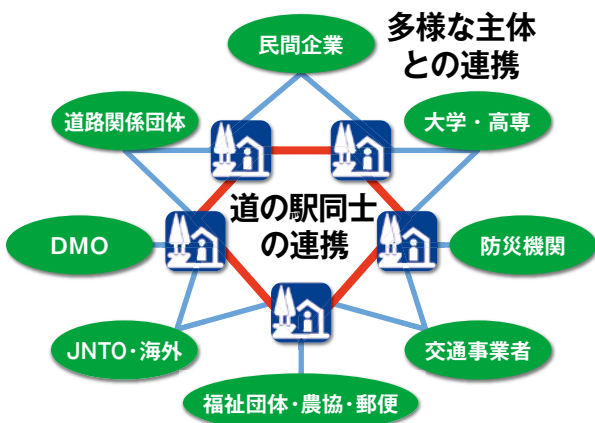 多様な主体
との連携
民間企業
道路関係団体
大学・高専
道の駅同士
の連携
DMO
防災機関
JNTO・海外
交通事業者
福祉団体・農協・郵便